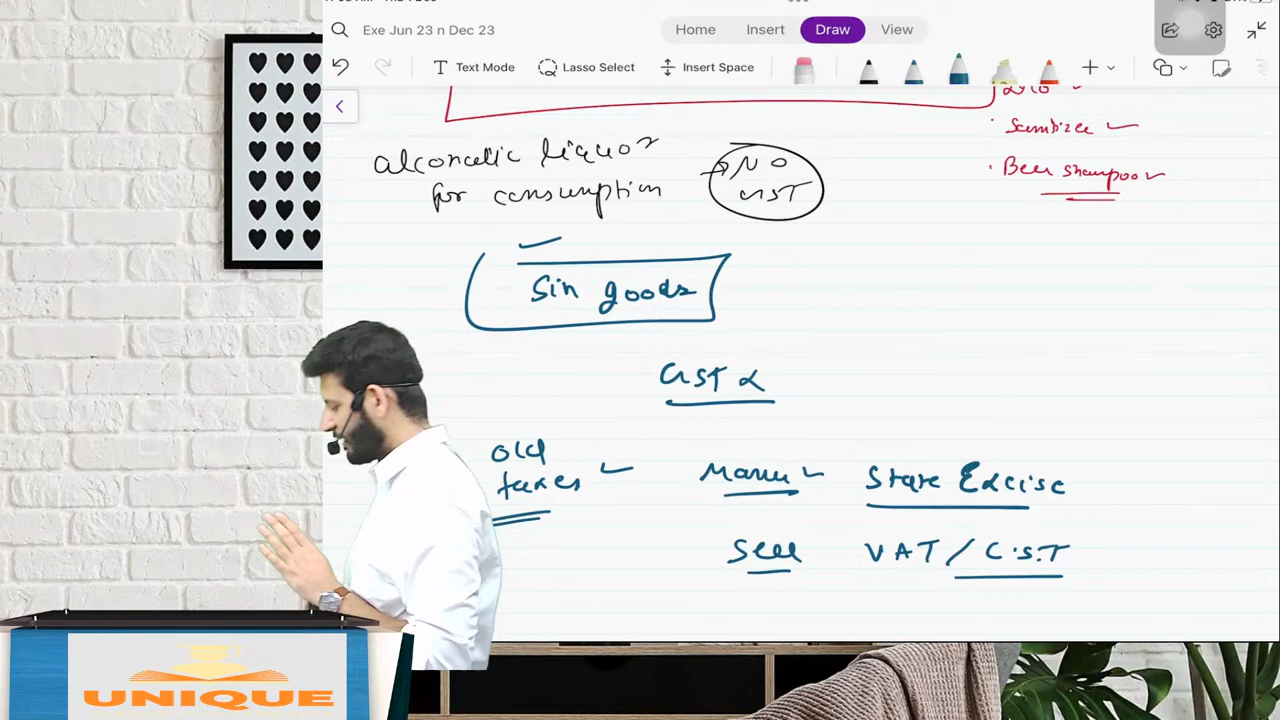 Exe Jun 23 n Dec 23
Home Insert Draw View
Text Mode Lasso Select Insert Space
Sanitizer
Beer shampoo
alcoholic liquor
for consumption
NO
GST
Sin goods
GST
old
taxes
Manu State Excise
Sell VAT / C.S.T
UNIQUE